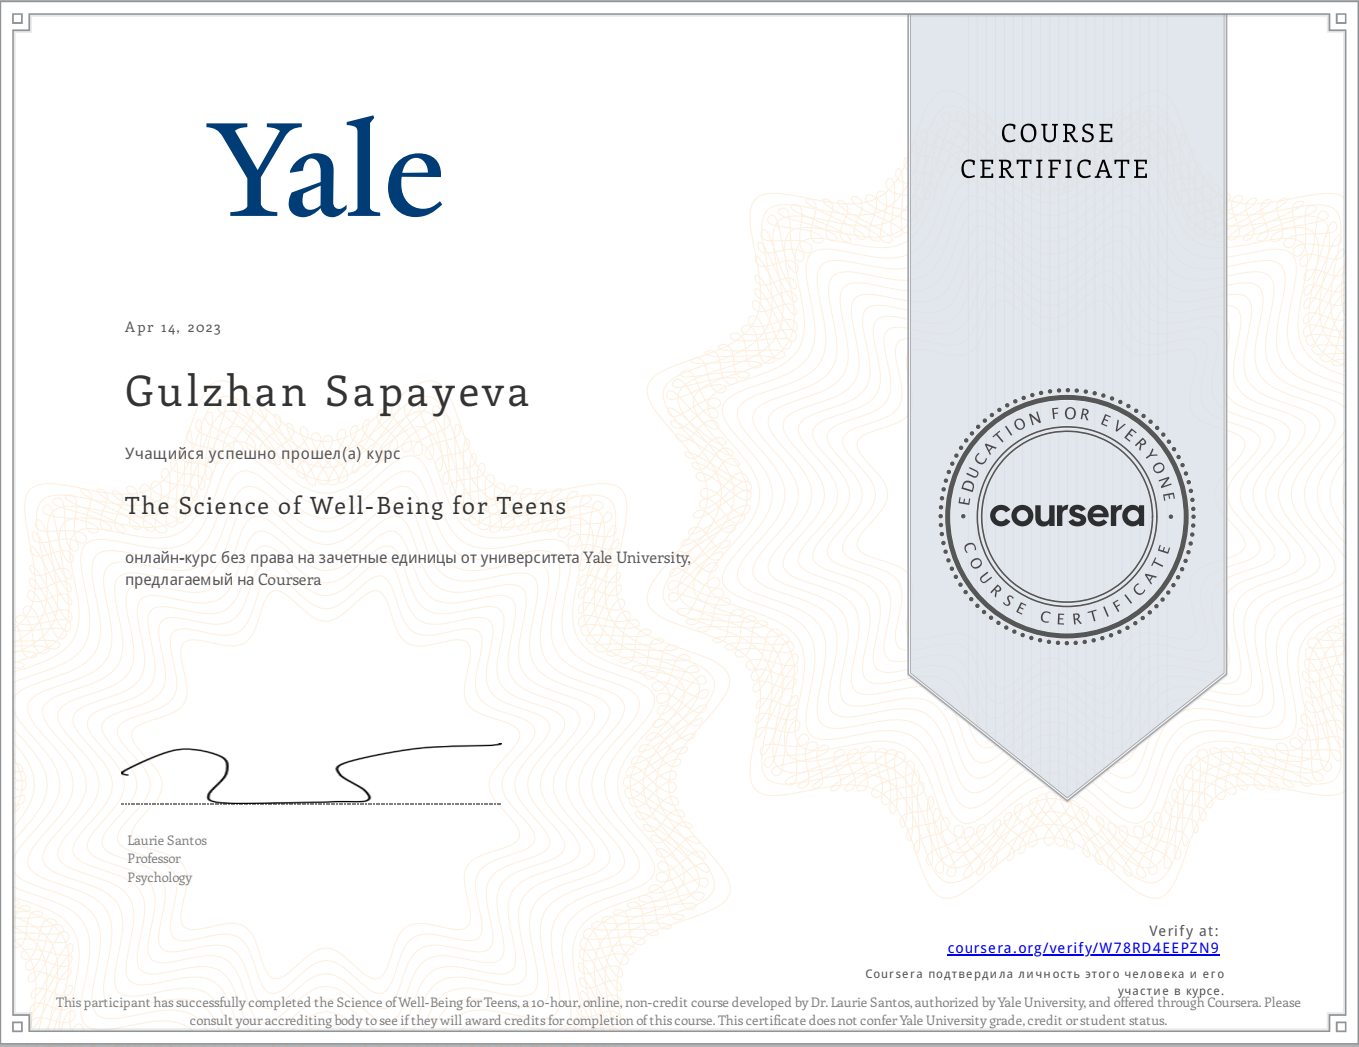 Yale
COURSE
CERTIFICATE
Apr 14, 2023
Gulzhan Sapayeva
Учащийся успешно прошел(а) курс
The Science of Well-Being for Teens
онлайн-курс без права на зачетные единицы от университета Yale University,
предлагаемый на Coursera
EDUCATION FOR EVERYONE
coursera
COURSE CERTIFICATE
Laurie Santos
Professor
Psychology
Verify at:
coursera.org/verify/W78RD4EEPZN9
Coursera подтвердила личность этого человека и его
участие в курсе.
This participant has successfully completed the Science of Well-Being for Teens, a 10-hour, online, non-credit course developed by Dr. Laurie Santos, authorized by Yale University, and offered through Coursera. Please
consult your accrediting body to see if they will award credits for completion of this course. This certificate does not confer Yale University grade, credit or student status.